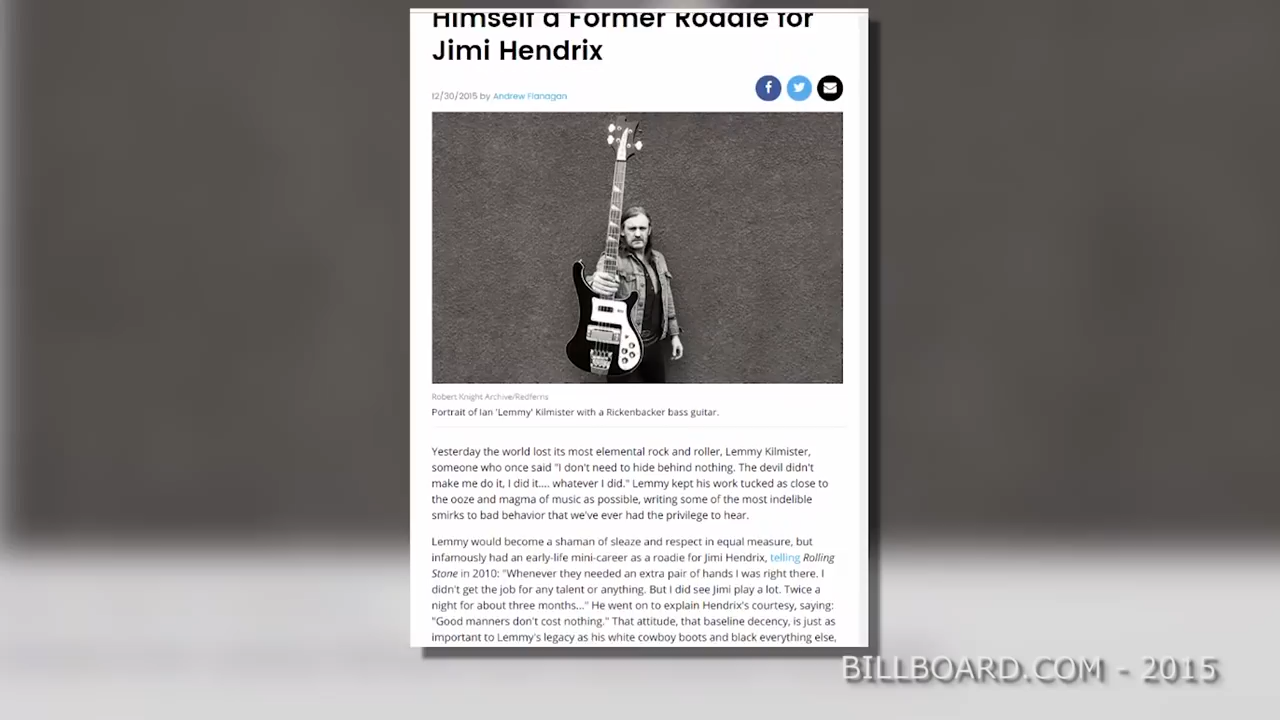 Himself a Former Roadie for
Jimi Hendrix
12/30/2015 by Andrew Flanagan
Robert Knight Archive/Redferns
Portrait of Ian 'Lemmy' Kilmister with a Rickenbacker bass guitar.
Yesterday the world lost its most elemental rock and roller, Lemmy Kilmister,
someone who once said "I don't need to hide behind nothing. The devil didn't
make me do it, I did it.... whatever I did." Lemmy kept his work tucked as close to
the ooze and magma of music as possible, writing some of the most indelible
smirks to bad behavior that we've ever had the privilege to hear.
Lemmy would become a shaman of sleaze and respect in equal measure, but
infamously had an early-life mini-career as a roadie for Jimi Hendrix, telling Rolling
Stone in 2010: "Whenever they needed an extra pair of hands I was right there. I
didn't get the job for any talent or anything. But I did see Jimi play a lot. Twice a
night for about three months..." He went on to explain Hendrix's courtesy, saying:
"Good manners don't cost nothing." That attitude, that baseline decency, is just as
important to Lemmy's legacy as his white cowboy boots and black everything else,
BILLBOARD.COM - 2015